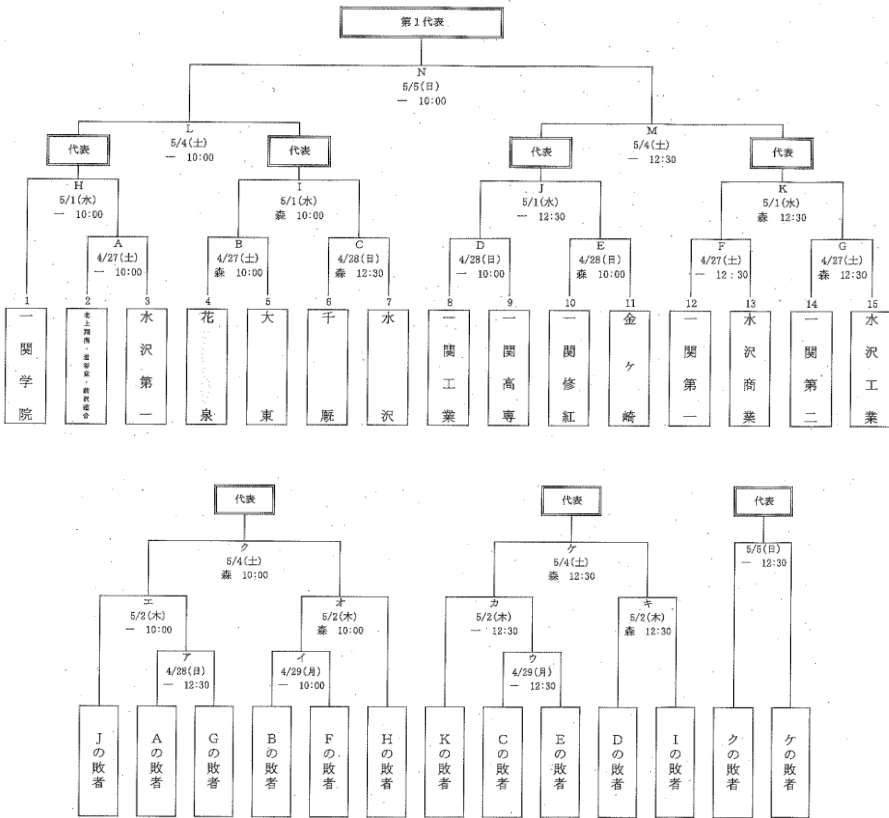 第1代表
N
5/5(日)
一 10:00
L
5/4(土)
一 10:00
M
5/4(土)
一 12:30
代表
代表
代表
代表
H
5/1(水)
一 10:00
I
5/1(水)
森 10:00
J
5/1(水)
一 12:30
K
5/1(水)
森 12:30
A
4/27(土)
一 10:00
B
4/27(土)
森 10:00
C
4/28(日)
森 12:30
D
4/28(日)
一 10:00
E
4/28(日)
森 10:00
F
4/27(土)
一 12:30
G
4/27(土)
森 12:30
1
2
3
4
5
6
7
8
9
10
11
12
13
14
15
一関学院
水沢第一
花泉
大東
千厩
水沢
一関工業
一関高専
一関修紅
金ケ崎
一関第一
水沢商業
一関第二
水沢工業
代表
代表
代表
ク
5/4(土)
森 10:00
ケ
5/4(土)
森 12:30
5/5(日)
一 12:30
エ
5/2(木)
一 10:00
オ
5/2(木)
森 10:00
カ
5/2(木)
一 12:30
キ
5/2(木)
森 12:30
ア
4/28(日)
一 12:30
イ
4/29(月)
一 10:00
ウ
4/29(月)
一 12:30
Jの敗者
Aの敗者
Gの敗者
Bの敗者
Fの敗者
Hの敗者
Kの敗者
Cの敗者
Eの敗者
Dの敗者
Iの敗者
クの敗者
ケの敗者